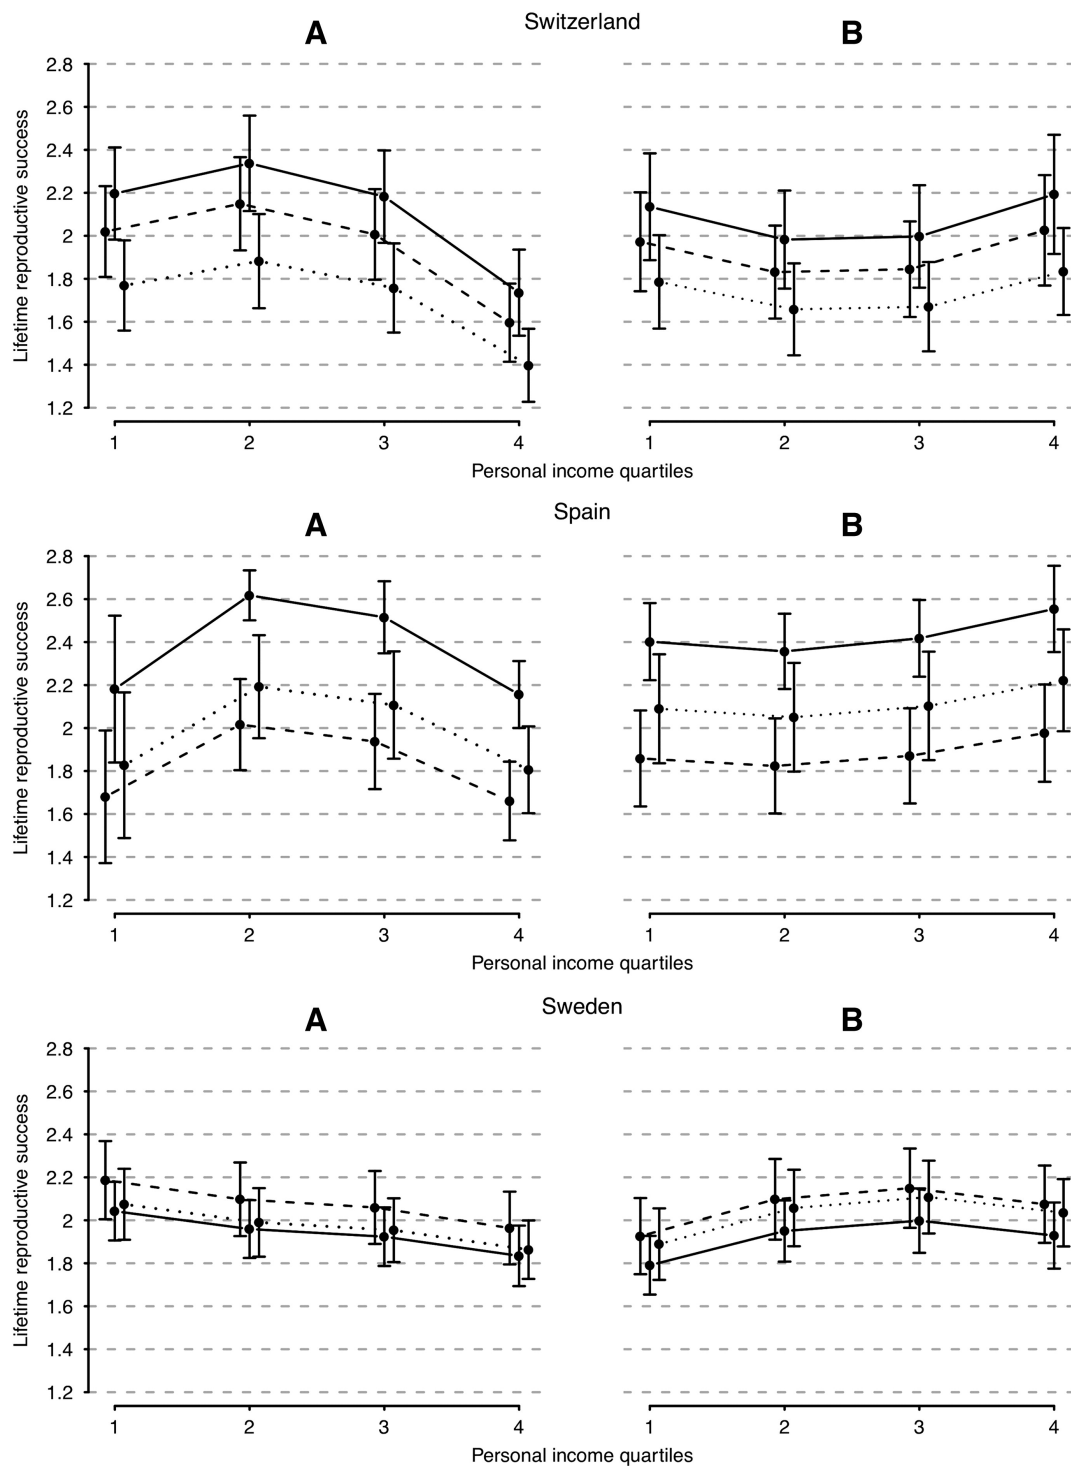 Switzerland
A B
Lifetime reproductive success
2.8
2.6
2.4
2.2
2
1.8
1.6
1.4
1.2
1 2 3 4 1 2 3 4
Personal income quartiles
Spain
A B
Lifetime reproductive success
2.8
2.6
2.4
2.2
2
1.8
1.6
1.4
1.2
1 2 3 4 1 2 3 4
Personal income quartiles
Sweden
A B
Lifetime reproductive success
2.8
2.6
2.4
2.2
2
1.8
1.6
1.4
1.2
1 2 3 4 1 2 3 4
Personal income quartiles